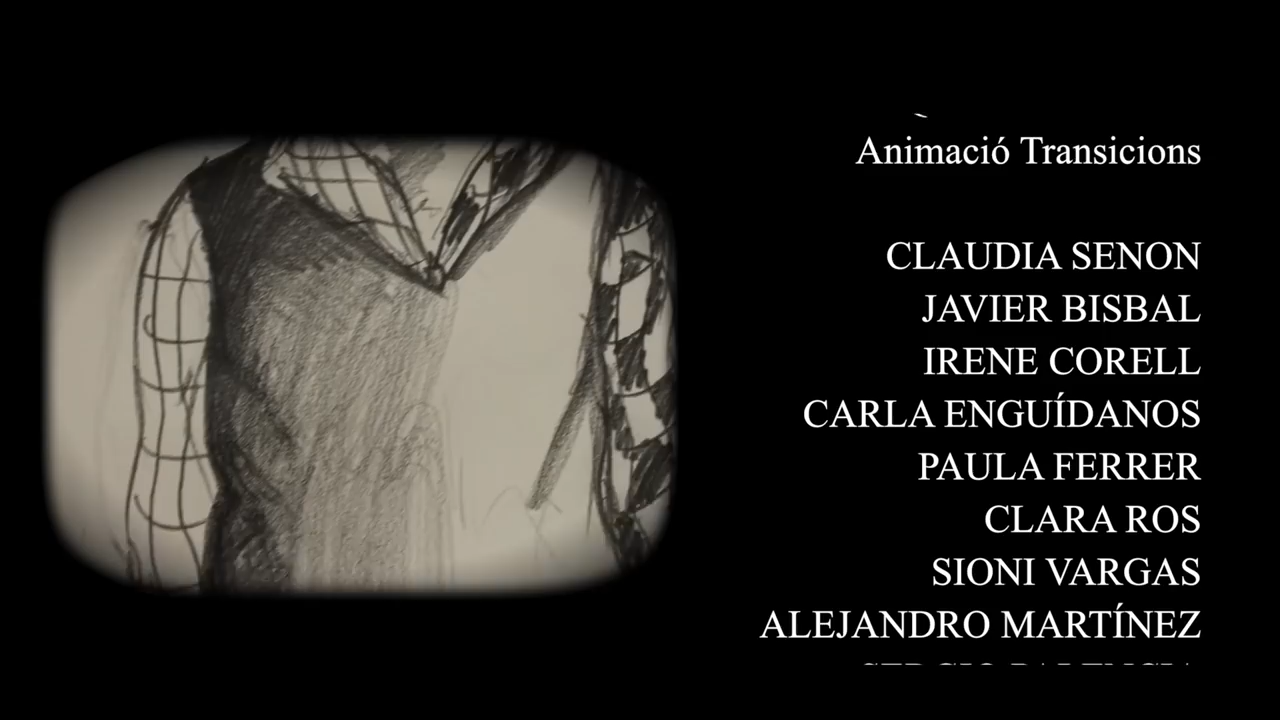 Animació Transicions
CLAUDIA SENON
JAVIER BISBAL
IRENE CORELL
CARLA ENGUÍDANOS
PAULA FERRER
CLARA ROS
SIONI VARGAS
ALEJANDRO MARTÍNEZ